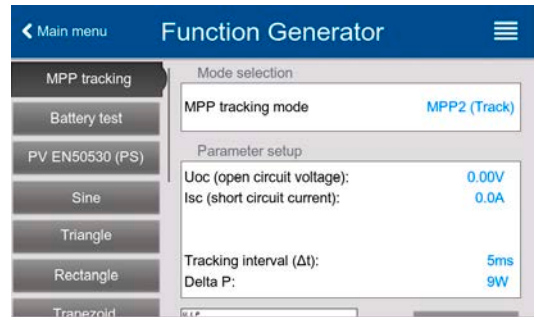 Main menu
Function Generator
MPP tracking
Battery test
PV EN50530 (PS)
Sine
Triangle
Rectangle
Trapezoid
Mode selection
MPP tracking mode MPP2 (Track)
Parameter setup
Uoc (open circuit voltage): 0.00V
Isc (short circuit current): 0.0A
Tracking interval (Δt): 5ms
Delta P: 9W